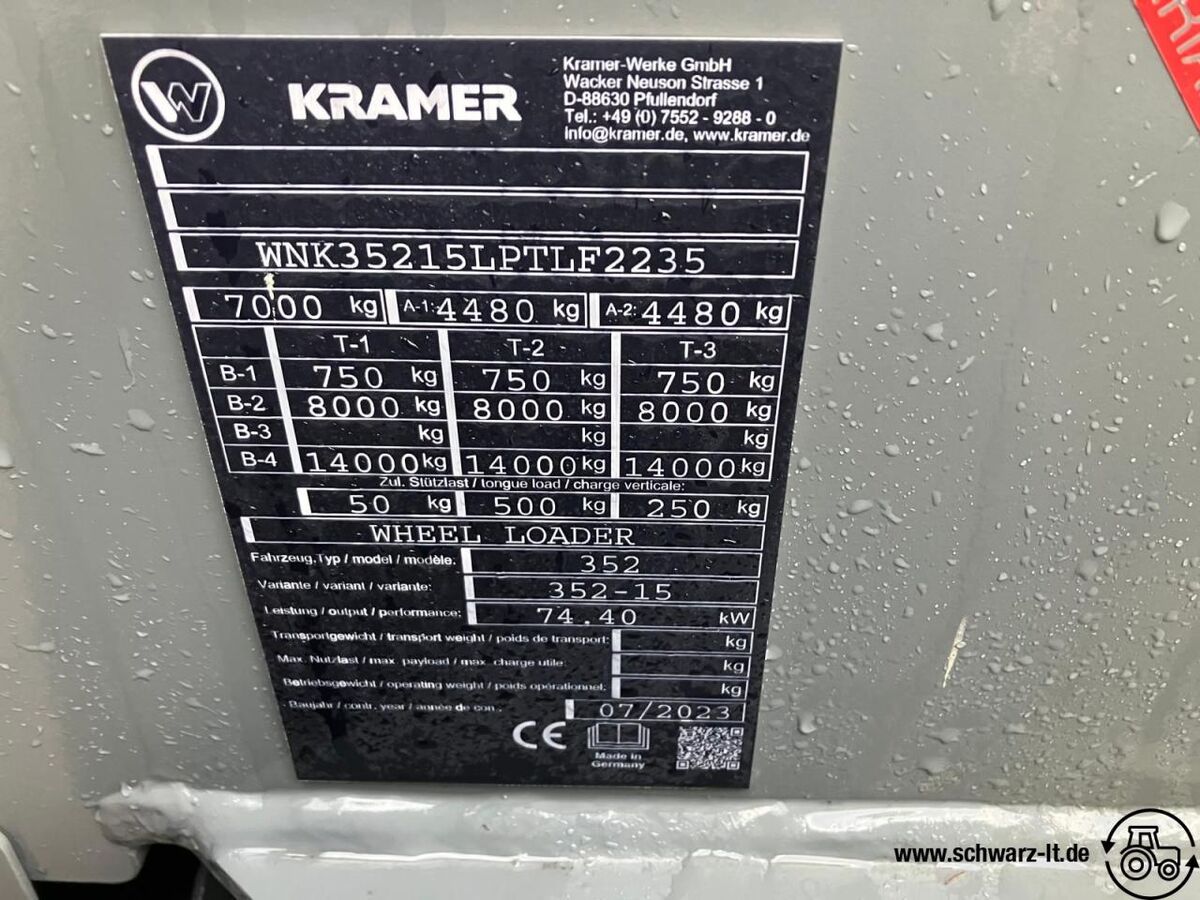 KRAMER
Kramer-Werke GmbH
Wacker Neuson Strasse 1
D-88630 Pfullendorf
Tel.: +49 (0) 7552 - 9288 - 0
Info@kramer.de, www.kramer.de
WNK35215LPTLF2235
7000 kg A-1: 4480 kg A-2: 4480 kg
T-1 T-2 T-3
B-1 750 kg 750 kg 750 kg
B-2 8000 kg 8000 kg 8000 kg
B-3 kg kg kg
B-4 14000 kg 14000 kg 14000 kg
Zul. Stützlast / tongue load / charge verticale:
50 kg 500 kg 250 kg
WHEEL LOADER
Fahrzeug.Typ / model / modèle: 352
Variante / variant / variante: 352-15
Leistung / output / performance: 74.40 kW
Transportgewicht / transport weight / poids de transport: kg
Max. Nutzlast / max. payload / max. charge utile: kg
Betriebsgewicht / operating weight / poids opérationnel: kg
Baujahr / contr. year / année de con.: 07/2023
CE
Made in
Germany
www.schwarz-lt.de